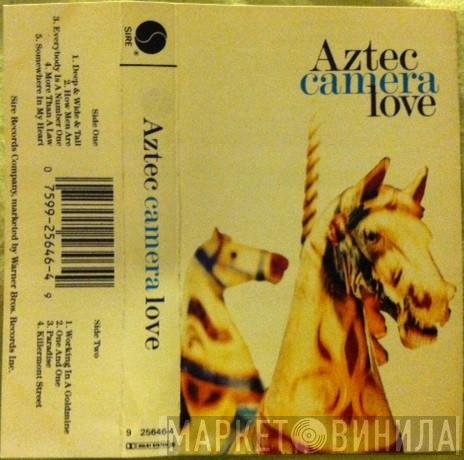 Side One
1. Deep & Wide & Tall
2. How Men Are
3. Everybody Is A Number One
4. More Than A Law
5. Somewhere In My Heart
0 7599-25646-4 9
Side Two
1. Working In A Goldmine
2. One And One
3. Paradise
4. Killermont Street
Sire Records Company, marketed by Warner Bros. Records Inc.
SIRE ®
Aztec camera love
9 25646-4
DOLBY SYSTEM
Aztec
camera
love
МАРКЕТ ВИНИЛА